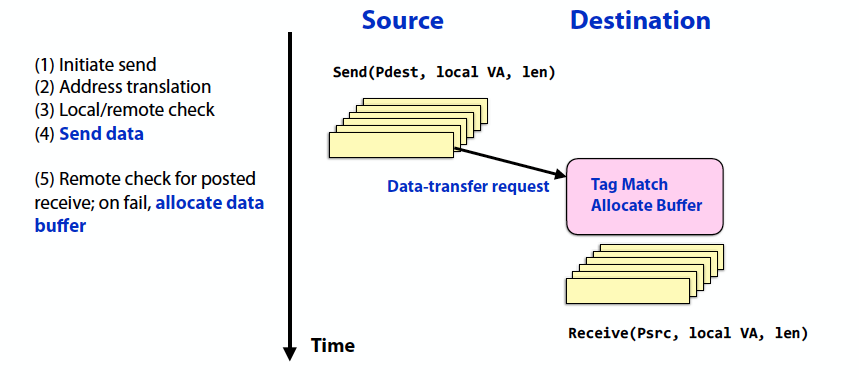 Source
Destination
(1) Initiate send
(2) Address translation
(3) Local/remote check
(4) Send data
(5) Remote check for posted
receive; on fail, allocate data
buffer
Send(Pdest, local VA, len)
Data-transfer request
Tag Match
Allocate Buffer
Receive(Psrc, local VA, len)
Time